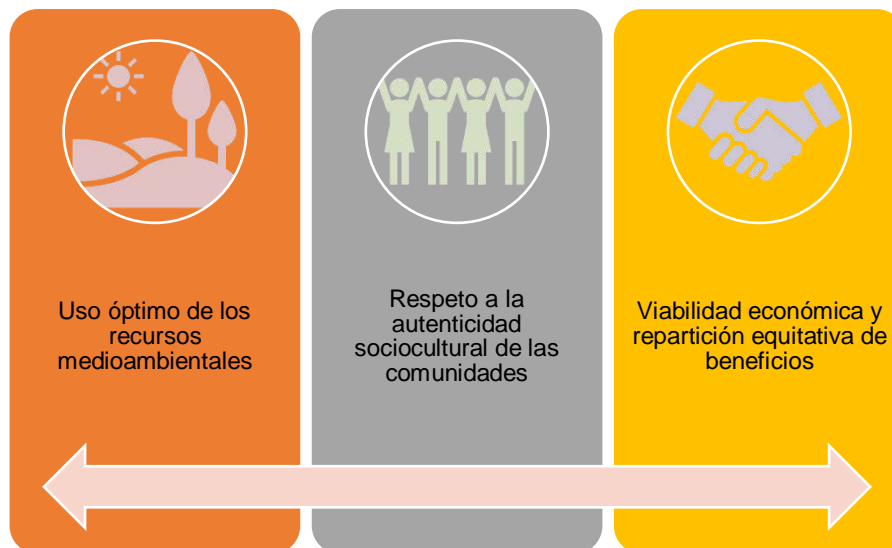 Uso óptimo de los
recursos
medioambientales
Respeto a la
autenticidad
sociocultural de las
comunidades
Viabilidad económica y
repartición equitativa de
beneficios